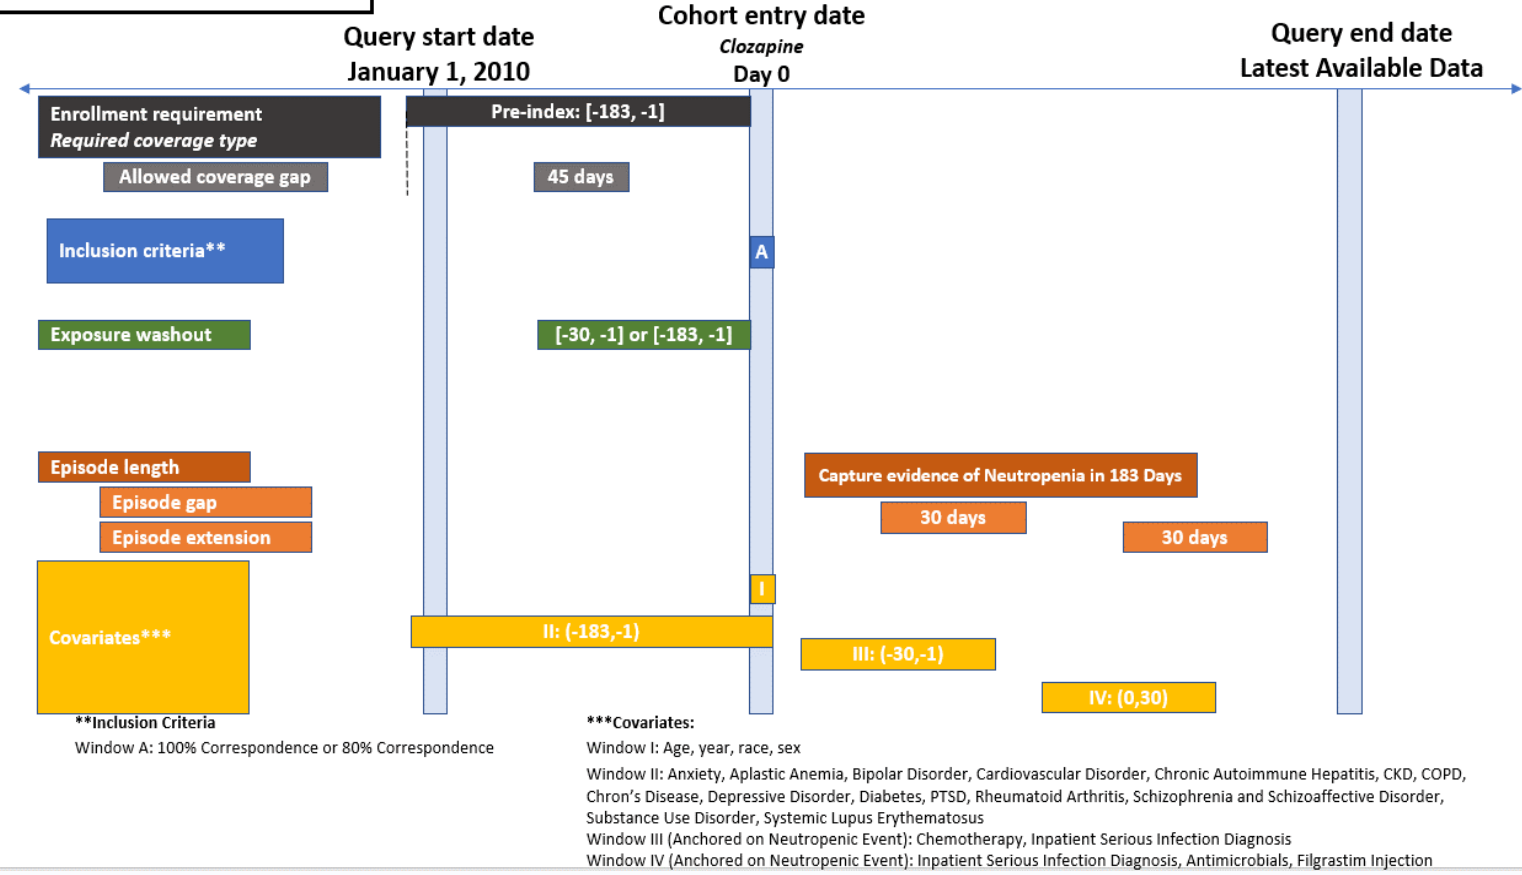 Query start date
January 1, 2010
Cohort entry date
Clozapine
Day 0
Query end date
Latest Available Data
Enrollment requirement
Required coverage type
Pre-index: [-183, -1]
Allowed coverage gap
45 days
Inclusion criteria**
A
Exposure washout
[-30, -1] or [-183, -1]
Episode length
Capture evidence of Neutropenia in 183 Days
Episode gap
30 days
Episode extension
30 days
Covariates***
I
II: (-183,-1)
III: (-30,-1)
IV: (0,30)
**Inclusion Criteria
Window A: 100% Correspondence or 80% Correspondence
***Covariates:
Window I: Age, year, race, sex
Window II: Anxiety, Aplastic Anemia, Bipolar Disorder, Cardiovascular Disorder, Chronic Autoimmune Hepatitis, CKD, COPD,
Chron's Disease, Depressive Disorder, Diabetes, PTSD, Rheumatoid Arthritis, Schizophrenia and Schizoaffective Disorder,
Substance Use Disorder, Systemic Lupus Erythematosus
Window III (Anchored on Neutropenic Event): Chemotherapy, Inpatient Serious Infection Diagnosis
Window IV (Anchored on Neutropenic Event): Inpatient Serious Infection Diagnosis, Antimicrobials, Filgrastim Injection